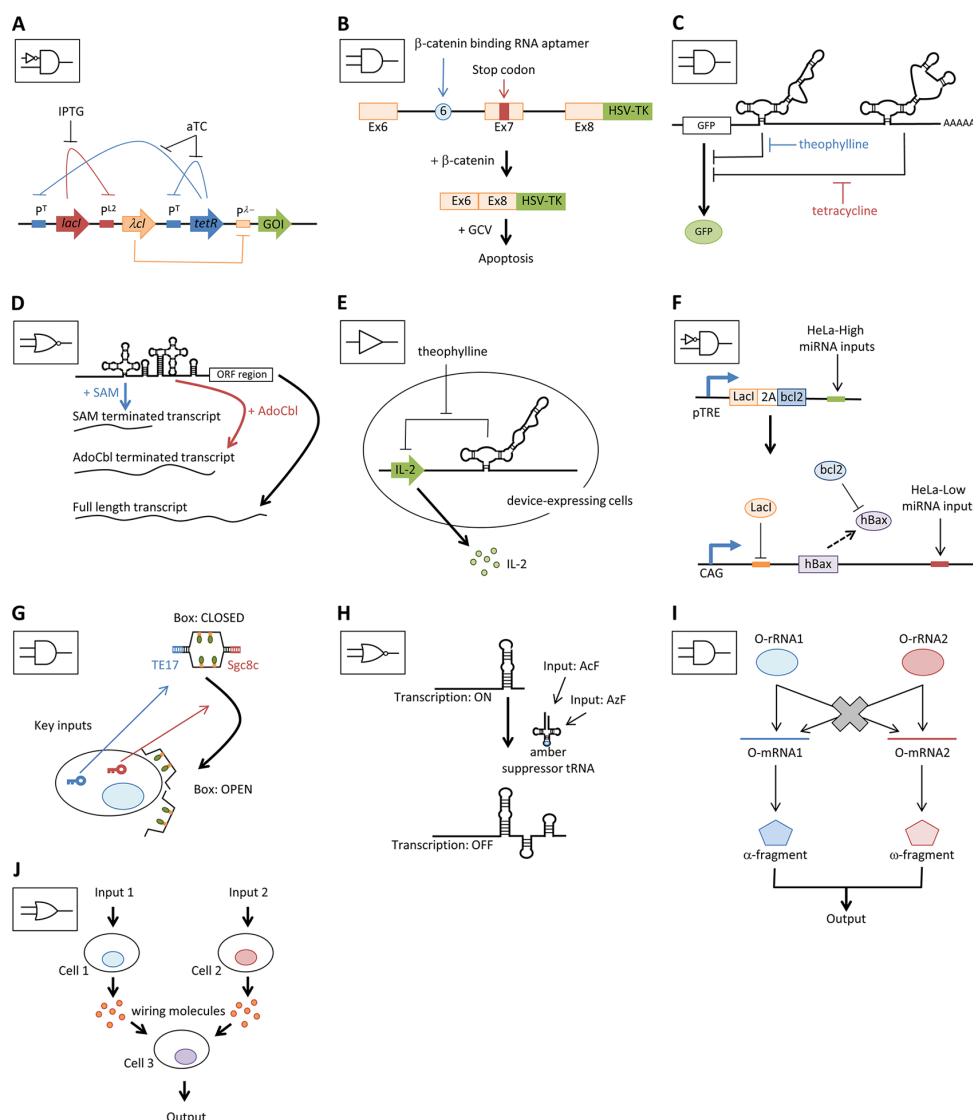 A
IPTG
aTC
P^T
lacI
P^L2
λcI
P^T
tetR
P^λ−
GOI
B
β-catenin binding RNA aptamer
Stop codon
6
HSV-TK
Ex6
Ex7
Ex8
+ β-catenin
Ex6
Ex8
HSV-TK
+ GCV
Apoptosis
C
GFP
AAAAA
theophylline
tetracycline
GFP
D
ORF region
+ SAM
SAM terminated transcript
+ AdoCbl
AdoCbl terminated transcript
Full length transcript
E
theophylline
IL-2
device-expressing cells
IL-2
F
HeLa-High
miRNA inputs
LacI
2A
bcl2
pTRE
bcl2
HeLa-Low
miRNA inputs
LacI
hBax
hBax
CAG
G
Box: CLOSED
TE17
Sgc8c
Key inputs
Box: OPEN
H
Input: AcF
Transcription: ON
Input: AzF
amber
suppressor tRNA
Transcription: OFF
I
O-rRNA1
O-rRNA2
O-mRNA1
O-mRNA2
α-fragment
ω-fragment
Output
J
Input 1
Input 2
Cell 1
Cell 2
wiring molecules
Cell 3
Output